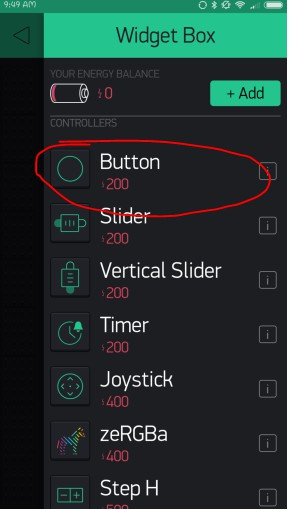 9:49 AM
Widget Box
YOUR ENERGY BALANCE
0
+ Add
CONTROLLERS
Button
200
i
Slider
200
i
Vertical Slider
200
i
Timer
200
i
Joystick
400
i
zeRGBa
400
i
Step H
500
i